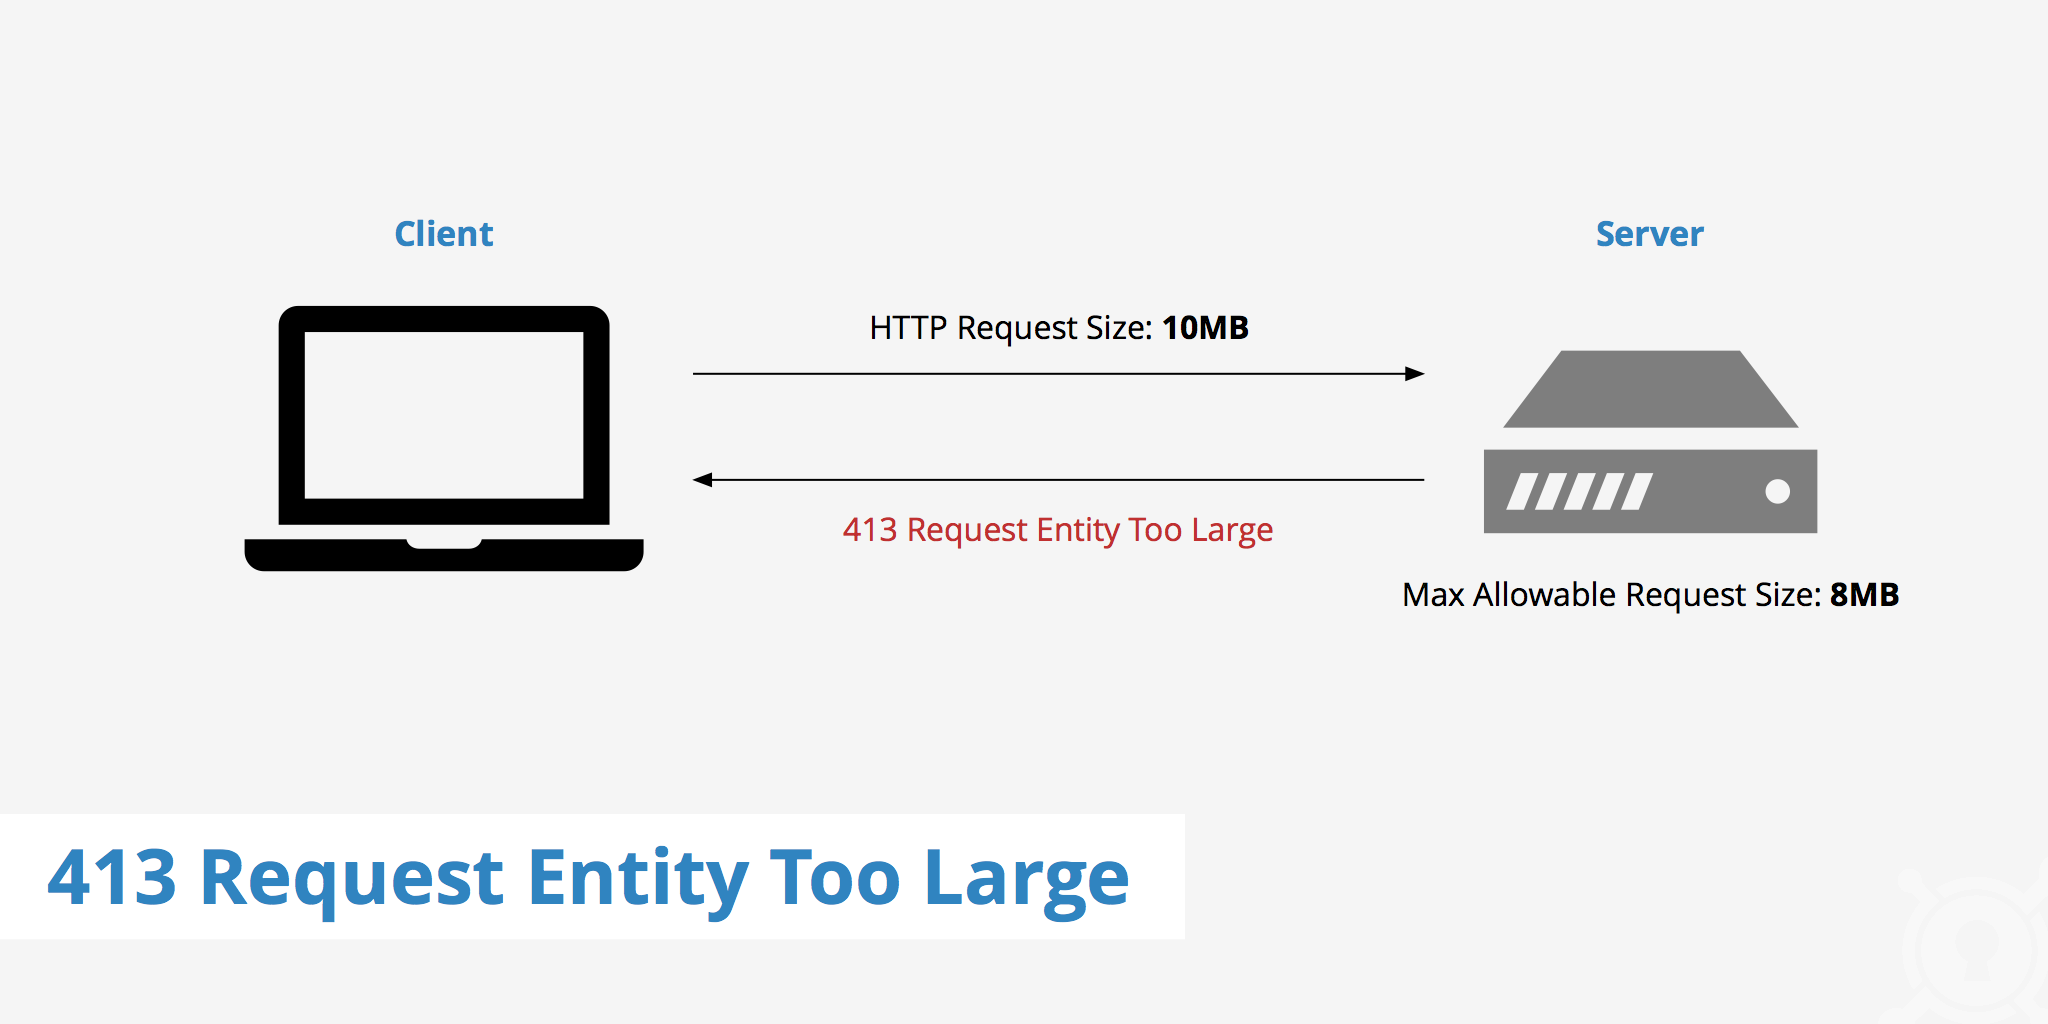 Client
Server
HTTP Request Size: 10MB
413 Request Entity Too Large
Max Allowable Request Size: 8MB
413 Request Entity Too Large